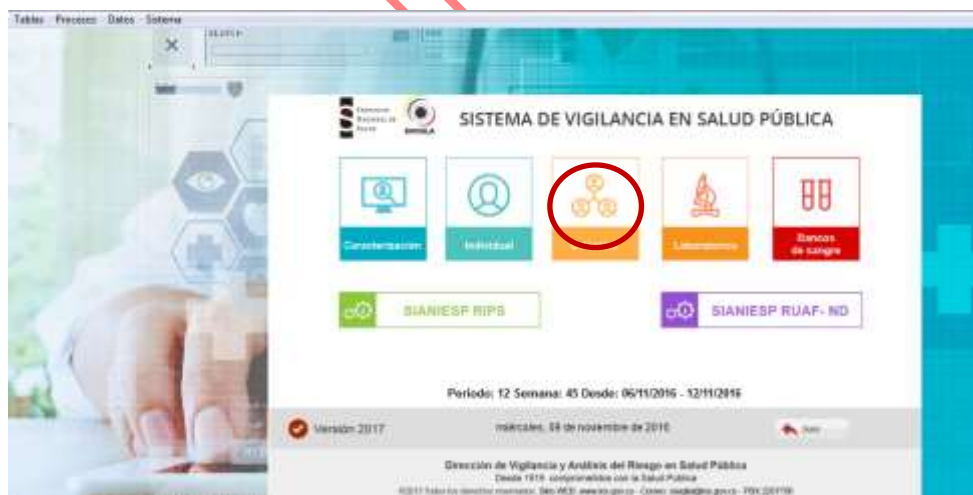 Tablas Procesos Datos Sistema
SISTEMA DE VIGILANCIA EN SALUD PÚBLICA
Caracterización
Individual
Laboratorios
Bancos
de sangre
SIANIESP RIPS
SIANIESP RUAF- ND
Periodo: 12 Semana: 45 Desde: 06/11/2016 - 12/11/2016
Versión 2017
miércoles, 09 de noviembre de 2016
Dirección de Vigilancia y Análisis del Riesgo en Salud Pública
Desde 1919 comprometidos con la Salud Pública